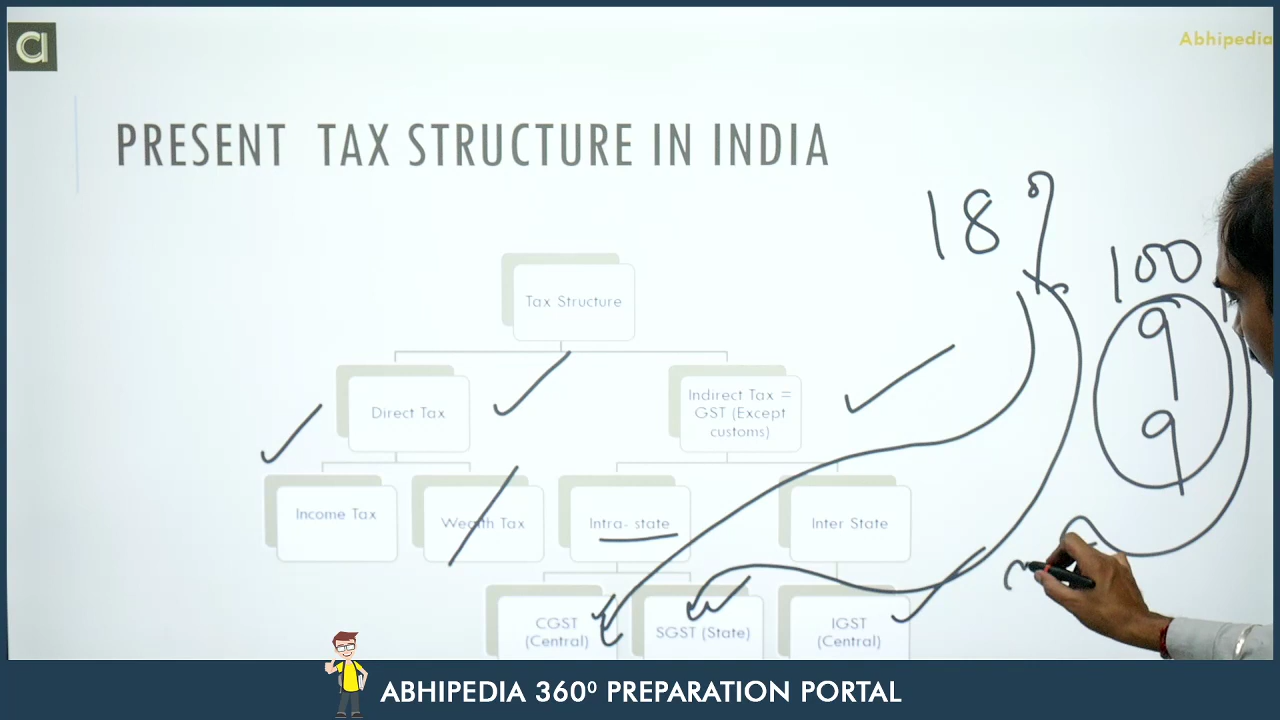 Abhipedia
PRESENT TAX STRUCTURE IN INDIA
18%
100
9
9
Tax Structure
Direct Tax
Indirect Tax =
GST (Except
customs)
Income Tax
Wealth Tax
Intra- state
Inter State
CGST
(Central)
SGST (State)
IGST
(Central)
ABHIPEDIA 360⁰ PREPARATION PORTAL